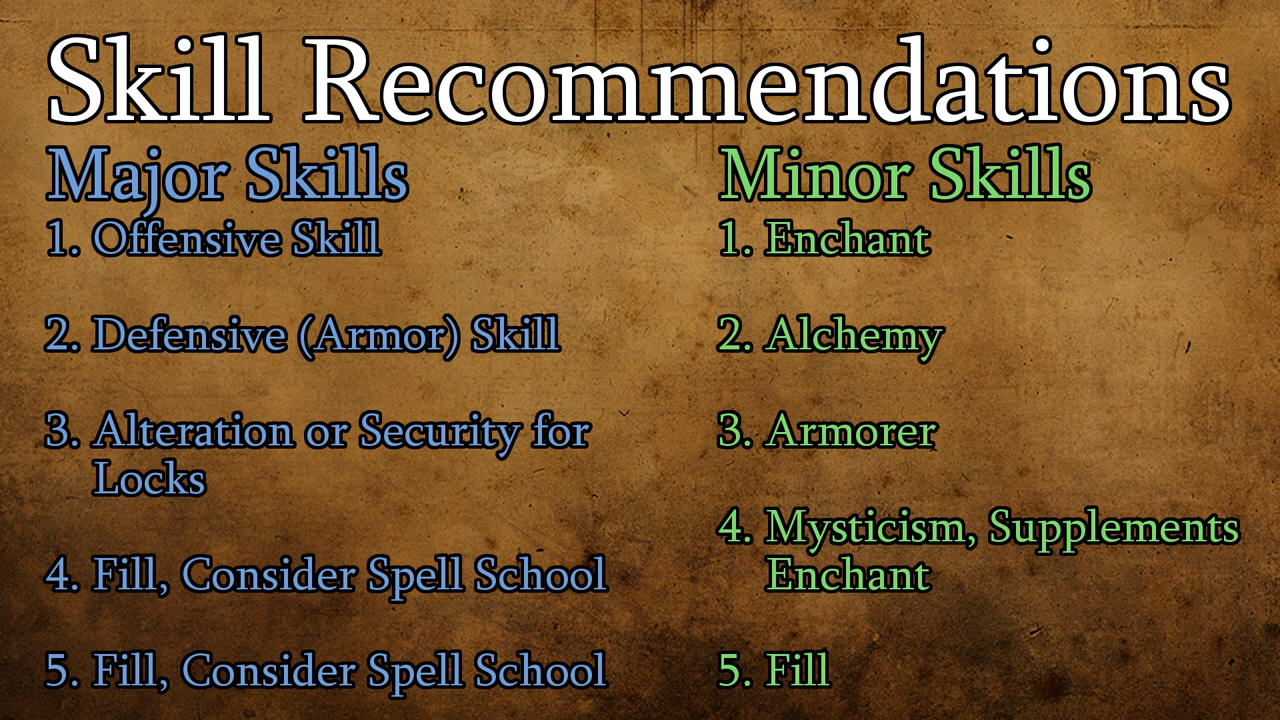 Skill Recommendations
Major Skills
1. Offensive Skill
2. Defensive (Armor) Skill
3. Alteration or Security for
Locks
4. Fill, Consider Spell School
5. Fill, Consider Spell School
Minor Skills
1. Enchant
2. Alchemy
3. Armorer
4. Mysticism, Supplements
Enchant
5. Fill